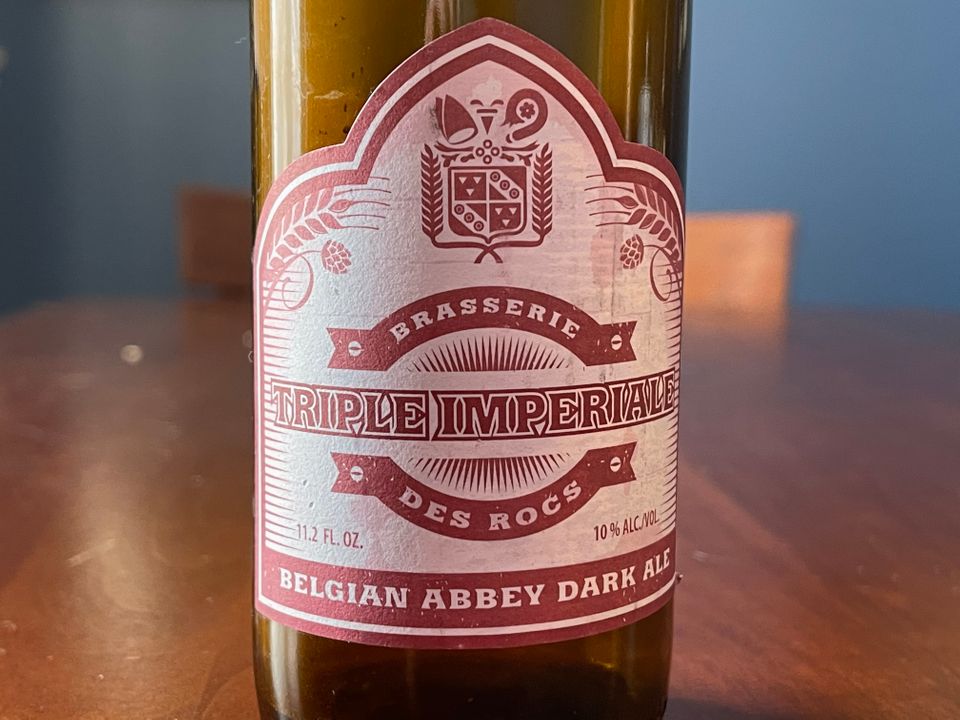 BRASSERIE
TRIPLE IMPERIALE
DES ROCS
11.2 FL. OZ.
10% ALC./VOL.
BELGIAN ABBEY DARK ALE